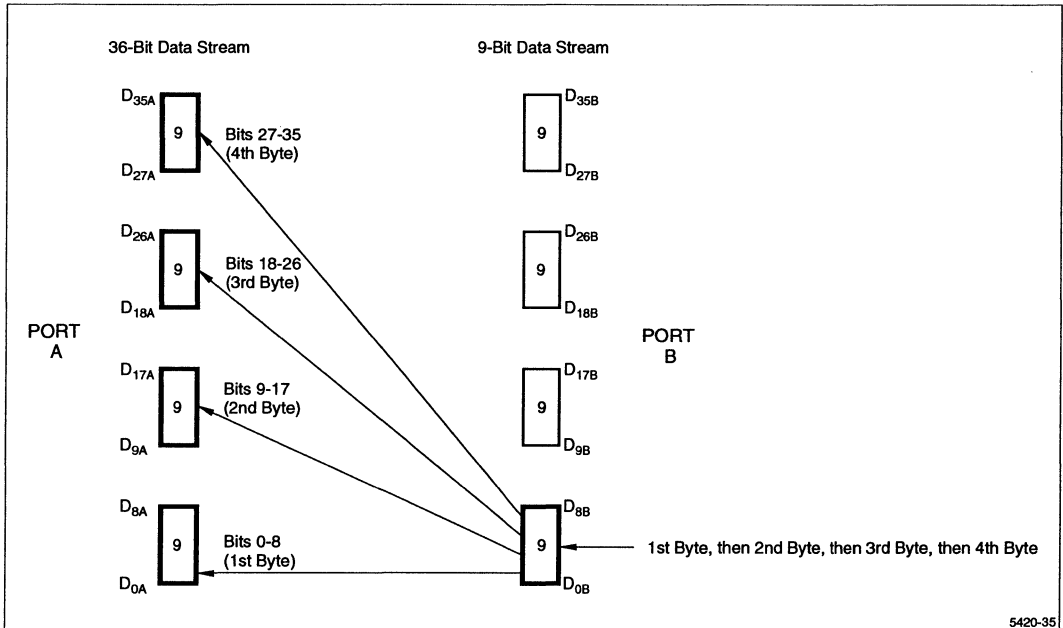 36-Bit Data Stream
9-Bit Data Stream
D35A
9
D27A
Bits 27-35
(4th Byte)
D35B
9
D27B
D26A
9
D18A
Bits 18-26
(3rd Byte)
D26B
9
D18B
PORT
A
PORT
B
D17A
9
D9A
Bits 9-17
(2nd Byte)
D17B
9
D9B
D8A
9
D0A
Bits 0-8
(1st Byte)
D8B
9
D0B
1st Byte, then 2nd Byte, then 3rd Byte, then 4th Byte
5420-35